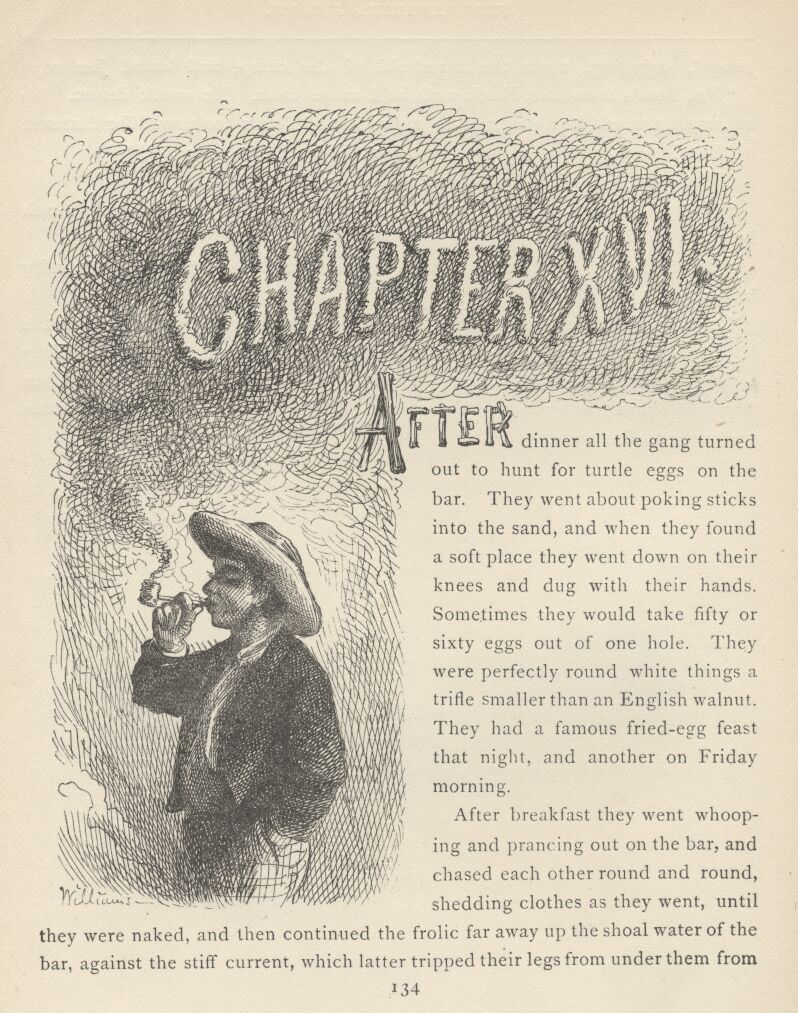 CHAPTER XVI.
AFTER dinner all the gang turned
out to hunt for turtle eggs on the
bar. They went about poking sticks
into the sand, and when they found
a soft place they went down on their
knees and dug with their hands.
Sometimes they would take fifty or
sixty eggs out of one hole. They
were perfectly round white things a
trifle smaller than an English walnut.
They had a famous fried-egg feast
that night, and another on Friday
morning.
After breakfast they went whoop-
ing and prancing out on the bar, and
chased each other round and round,
shedding clothes as they went, until
they were naked, and then continued the frolic far away up the shoal water of the
bar, against the stiff current, which latter tripped their legs from under them from
Williams
134